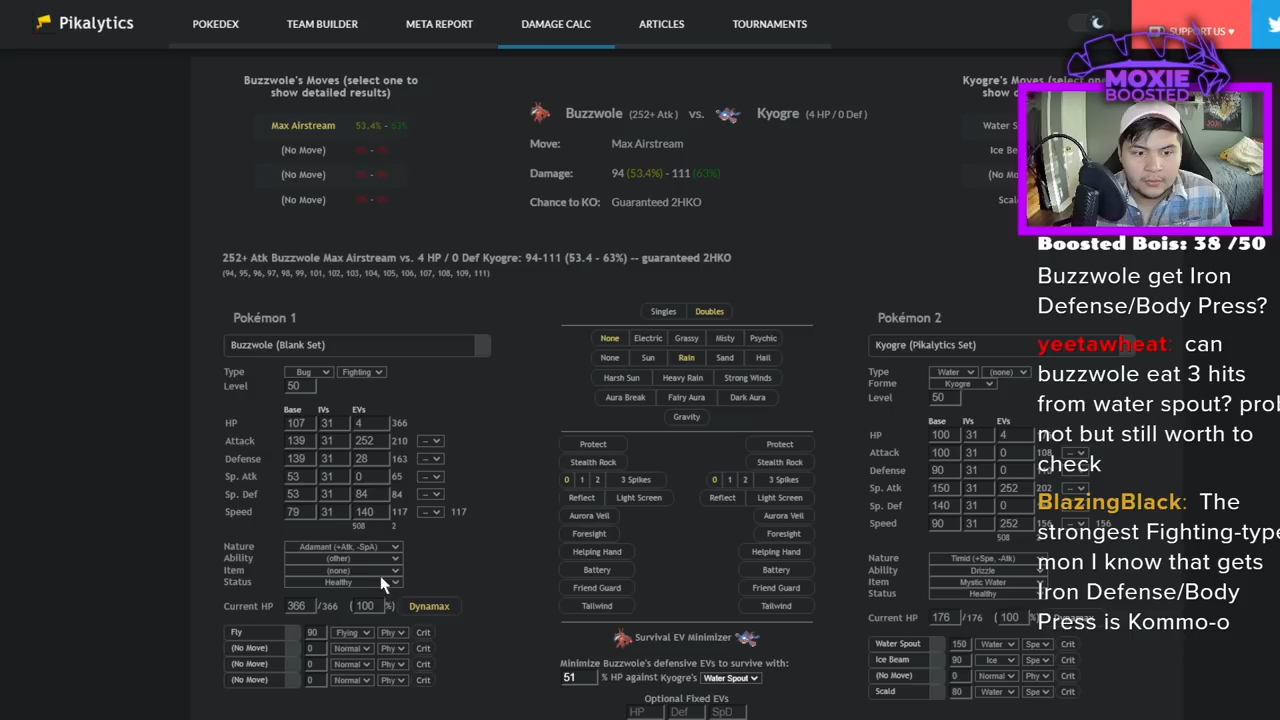 Pikalytics
POKEDEX
TEAM BUILDER
META REPORT
DAMAGE CALC
ARTICLES
TOURNAMENTS
SUPPORT US ♥
MOXIE
BOOSTED
Buzzwole's Moves (select one to
show detailed results)
Max Airstream 53.4% - 63%
(No Move)
(No Move)
(No Move)
Buzzwole (252+ Atk ) vs. Kyogre (4 HP / 0 Def )
Move: Max Airstream
Damage: 94 (53.4%) - 111 (63%)
Chance to KO: Guaranteed 2HKO
Kyogre's Moves
show
Water S
Ice Be
(No Mo
Scal
252+ Atk Buzzwole Max Airstream vs. 4 HP / 0 Def Kyogre: 94-111 (53.4 - 63%) -- guaranteed 2HKO
(94, 95, 96, 97, 98, 99, 101, 102, 103, 104, 105, 106, 107, 108, 109, 111)
Pokémon 1
Buzzwole (Blank Set)
Type Bug Fighting
Level 50
Base IVs EVs
HP 107 31 4 366
Attack 139 31 252 210 --
Defense 139 31 28 163 --
Sp. Atk 53 31 0 65 --
Sp. Def 53 31 84 84 --
Speed 79 31 140 117 -- 117
508 2
Nature Adamant (+Atk, -SpA)
Ability (other)
Item (none)
Status Healthy
Current HP 366 /366 ( 100 %) Dynamax
Fly 90 Flying Phy Crit
(No Move) 0 Normal Phy Crit
(No Move) 0 Normal Phy Crit
(No Move) 0 Normal Phy Crit
Singles Doubles
None Electric Grassy Misty Psychic
None Sun Rain Sand Hail
Harsh Sun Heavy Rain Strong Winds
Aura Break Fairy Aura Dark Aura
Gravity
Protect Protect
Stealth Rock Stealth Rock
0 1 2 3 Spikes 0 1 2 3 Spikes
Reflect Light Screen Reflect Light Screen
Aurora Veil Aurora Veil
Foresight Foresight
Helping Hand Helping Hand
Battery Battery
Friend Guard Friend Guard
Tailwind Tailwind
Survival EV Minimizer
Minimize Buzzwole's defensive EVs to survive with:
51 % HP against Kyogre's Water Spout
Optional Fixed EVs
HP Def SpD
Pokémon 2
Kyogre (Pikalytics Set)
Type Water (none)
Forme Kyogre
Level 50
Base IVs EVs
HP 100 31 4
Attack 100 31 0 108
Defense 90 31 0
Sp. Atk 150 31 252 202
Sp. Def 140 31 0
Speed 90 31 252 156 156
508
Nature Timid (+Spe, -Atk)
Ability Drizzle
Item Mystic Water
Status Healthy
Current HP 176 /176 ( 100 %)
Water Spout 150 Water Spe Crit
Ice Beam 90 Ice Spe Crit
(No Move) 0 Normal Phy Crit
Scald 80 Water Spe Crit
Boosted Bois: 38 /50
Buzzwole get Iron
Defense/Body Press?
yeetawheat: can
buzzwole eat 3 hits
from water spout? prob
not but still worth to
check
BlazingBlack: The
strongest Fighting-type
mon I know that gets
Iron Defense/Body
Press is Kommo-o